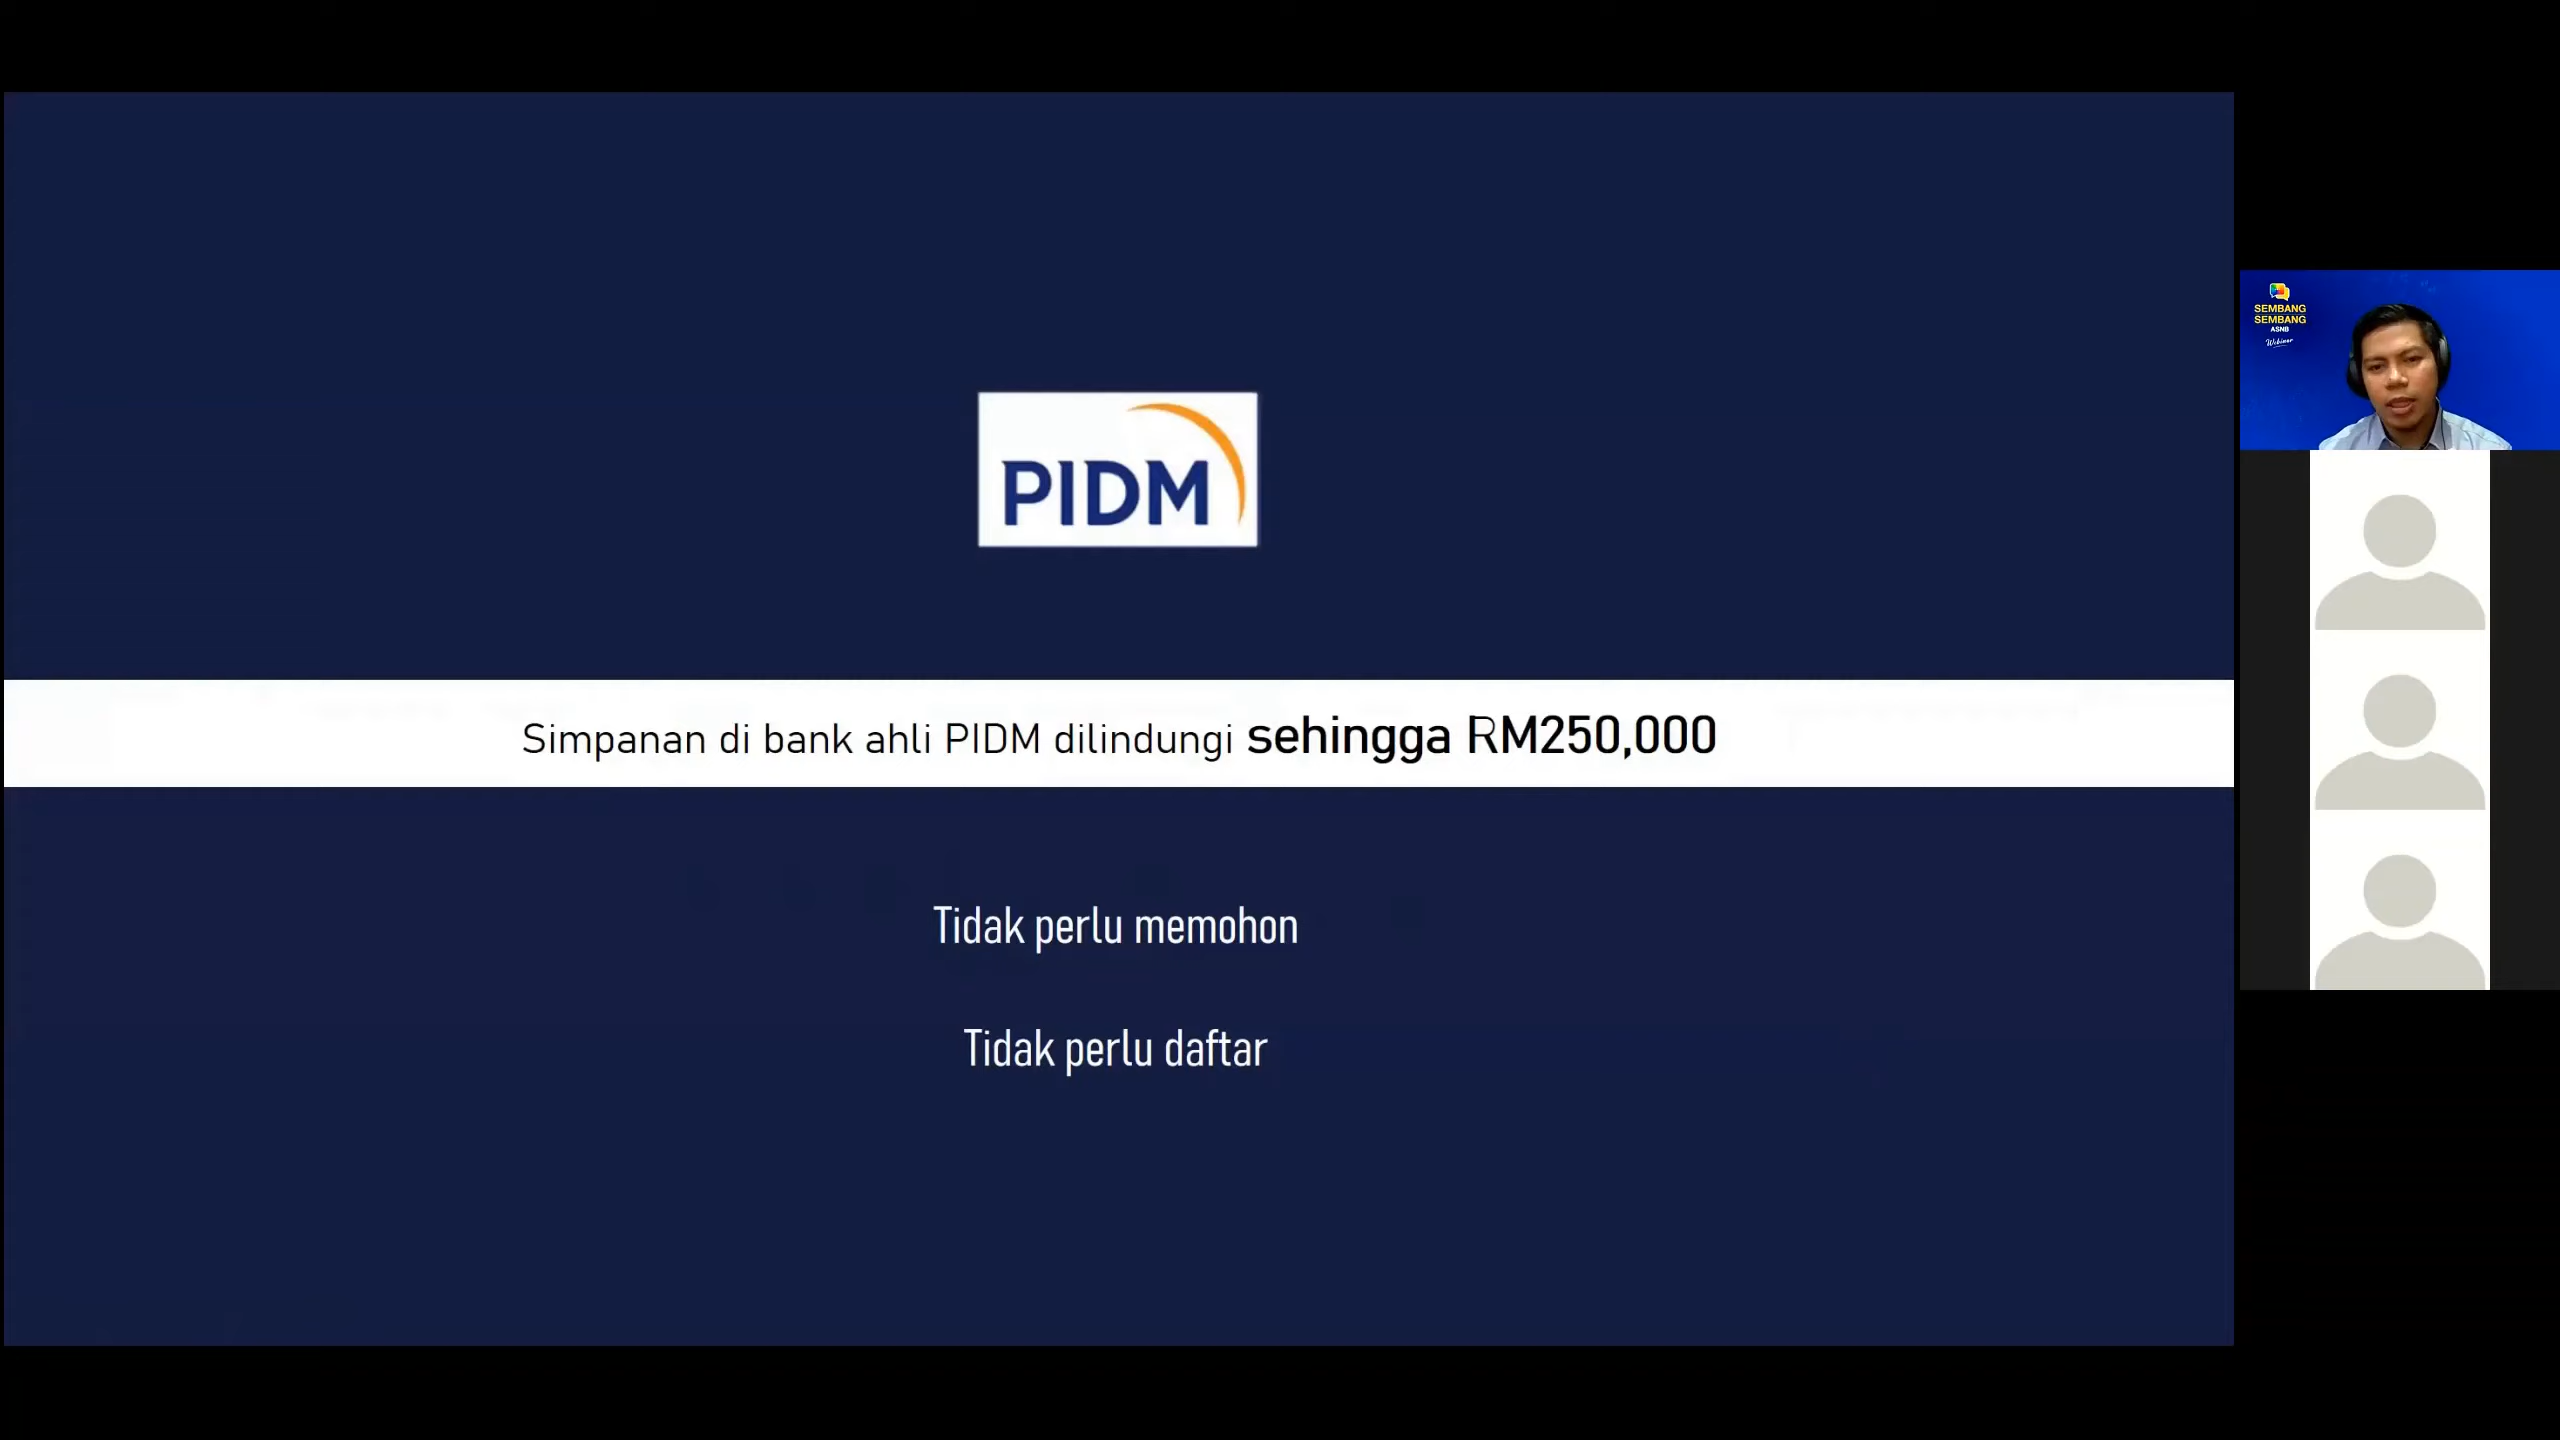 PIDM
Simpanan di bank ahli PIDM dilindungi sehingga RM250,000
Tidak perlu memohon
Tidak perlu daftar
SEMBANG
SEMBANG
ASNB
Webinar